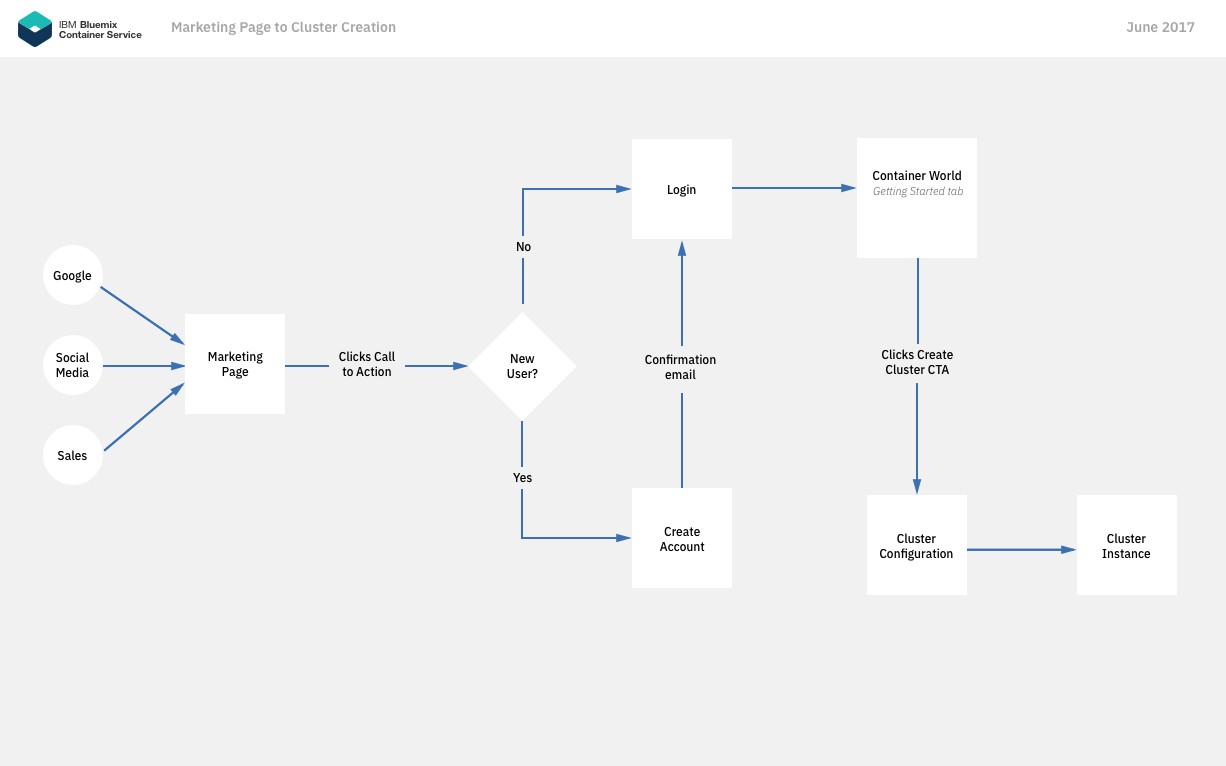 IBM Bluemix
Container Service
Marketing Page to Cluster Creation
June 2017
Google
Social
Media
Sales
Marketing
Page
Clicks Call
to Action
New
User?
No
Yes
Login
Confirmation
email
Create
Account
Container World
Getting Started tab
Clicks Create
Cluster CTA
Cluster
Configuration
Cluster
Instance